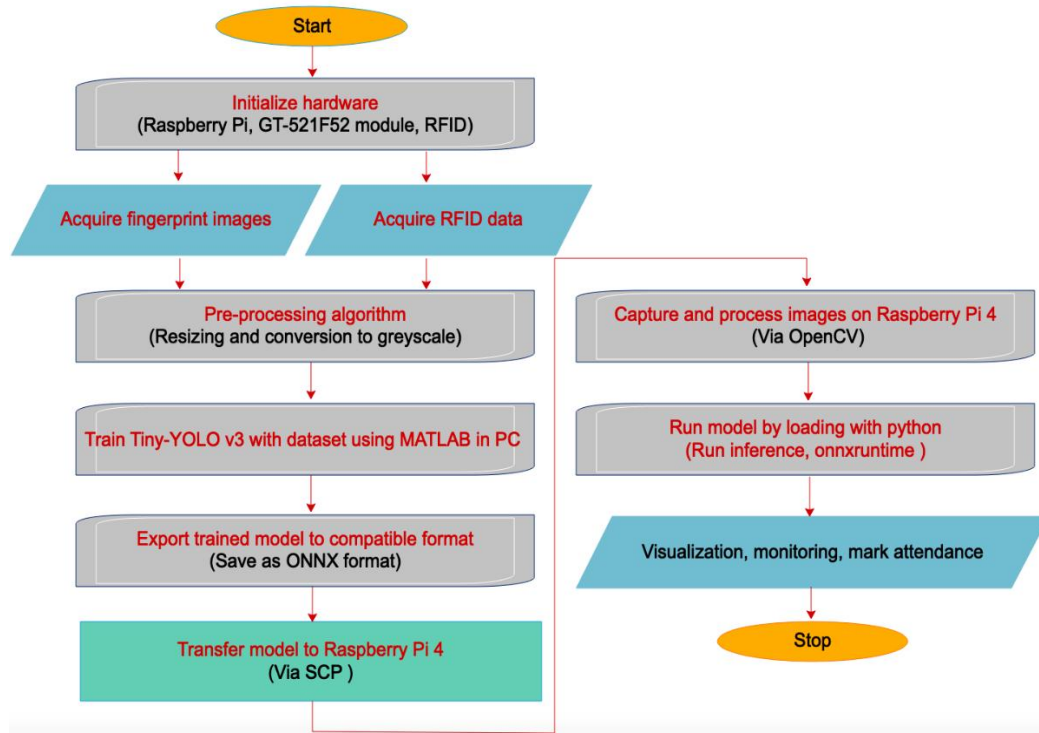 Start
Initialize hardware
(Raspberry Pi, GT-521F52 module, RFID)
Acquire fingerprint images
Acquire RFID data
Pre-processing algorithm
(Resizing and conversion to greyscale)
Train Tiny-YOLO v3 with dataset using MATLAB in PC
Export trained model to compatible format
(Save as ONNX format)
Transfer model to Raspberry Pi 4
(Via SCP )
Capture and process images on Raspberry Pi 4
(Via OpenCV)
Run model by loading with python
(Run inference, onnxruntime )
Visualization, monitoring, mark attendance
Stop